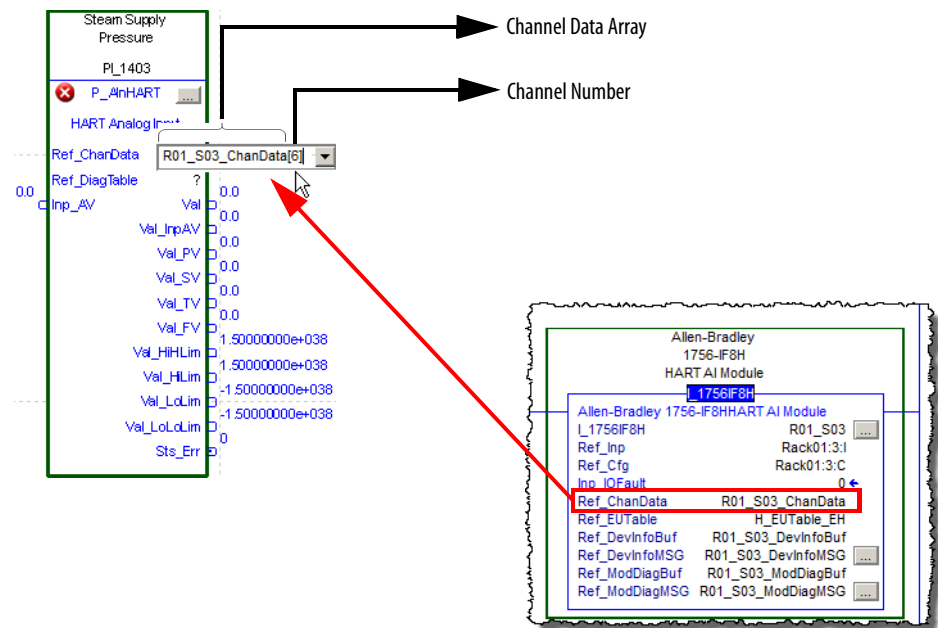 Steam Supply
Pressure
PI_1403
P_AInHART ...
HART Analog
Ref_ChanData R01_S03_ChanData[6]
Ref_DiagTable ?
0.0 Inp_AV Val 0.0
Val_InpAV 0.0
Val_PV 0.0
Val_SV 0.0
Val_TV 0.0
Val_FV 0.0
Val_HiHiLim 1.50000000e+038
Val_HiLim 1.50000000e+038
Val_LoLim -1.50000000e+038
Val_LoLoLim -1.50000000e+038
Sts_Err 0
Channel Data Array
Channel Number
Allen-Bradley
1756-IF8H
HART AI Module
I_1756IF8H
Allen-Bradley 1756-IF8HHART AI Module
I_1756IF8H R01_S03 ...
Ref_Inp Rack01:3:I
Ref_Cfg Rack01:3:C
Inp_IOFault 0
Ref_ChanData R01_S03_ChanData
Ref_EUTable H_EUTable_EH
Ref_DevInfoBuf R01_S03_DevInfoBuf
Ref_DevInfoMSG R01_S03_DevInfoMSG ...
Ref_ModDiagBuf R01_S03_ModDiagBuf
Ref_ModDiagMSG R01_S03_ModDiagMSG ...